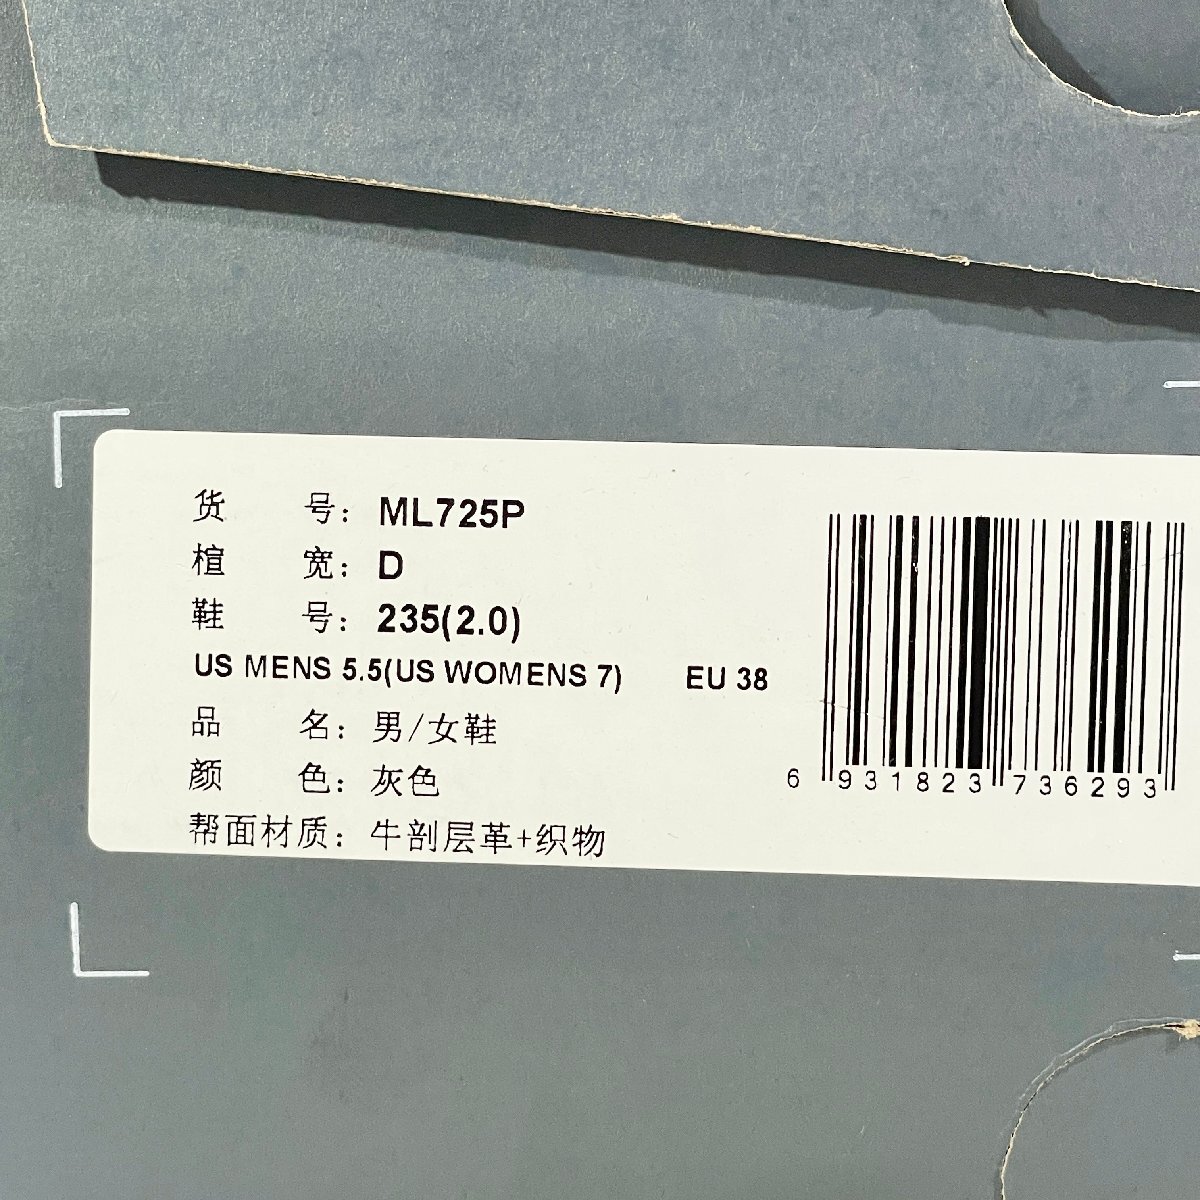 货 号：ML725P
楦 宽：D
鞋 号：235(2.0)
US MENS 5.5(US WOMENS 7) EU 38
品 名：男/女鞋
颜 色：灰色
帮面材质：牛剖层革+织物
6 931823 736293